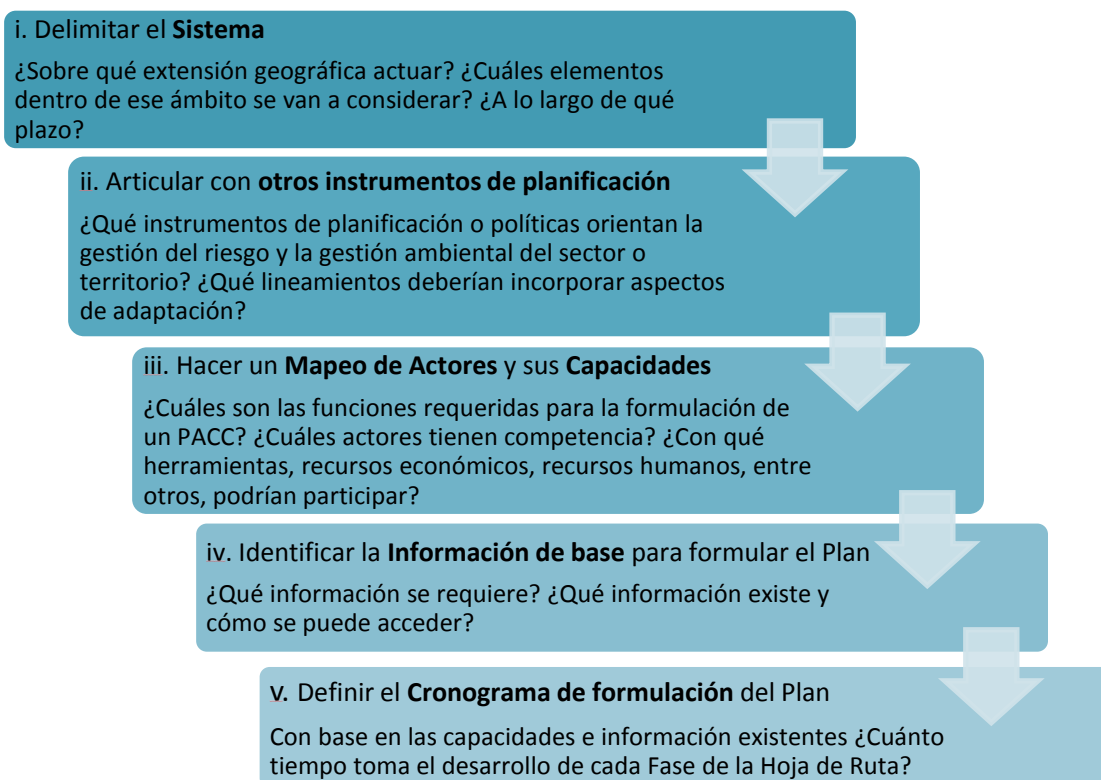 i. Delimitar el Sistema
¿Sobre qué extensión geográfica actuar? ¿Cuáles elementos
dentro de ese ámbito se van a considerar? ¿A lo largo de qué
plazo?
ii. Articular con otros instrumentos de planificación
¿Qué instrumentos de planificación o políticas orientan la
gestión del riesgo y la gestión ambiental del sector o
territorio? ¿Qué lineamientos deberían incorporar aspectos
de adaptación?
iii. Hacer un Mapeo de Actores y sus Capacidades
¿Cuáles son las funciones requeridas para la formulación de
un PACC? ¿Cuáles actores tienen competencia? ¿Con qué
herramientas, recursos económicos, recursos humanos, entre
otros, podrían participar?
iv. Identificar la Información de base para formular el Plan
¿Qué información se requiere? ¿Qué información existe y
cómo se puede acceder?
v. Definir el Cronograma de formulación del Plan
Con base en las capacidades e información existentes ¿Cuánto
tiempo toma el desarrollo de cada Fase de la Hoja de Ruta?